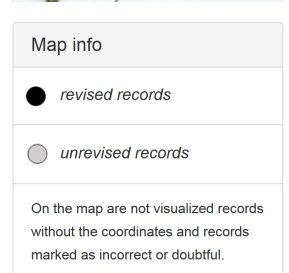 Map info
revised records
unrevised records
On the map are not visualized records
without the coordinates and records
marked as incorrect or doubtful.